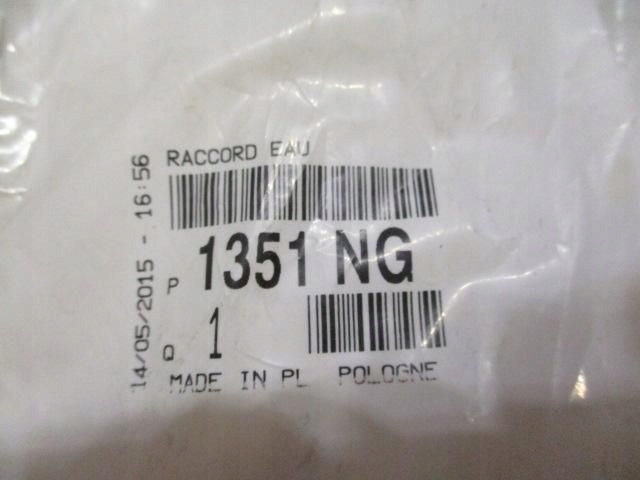 RACCORD EAU
P 1351 NG
Q 1
MADE IN PL POLOGNE
14/05/2015 - 16:56